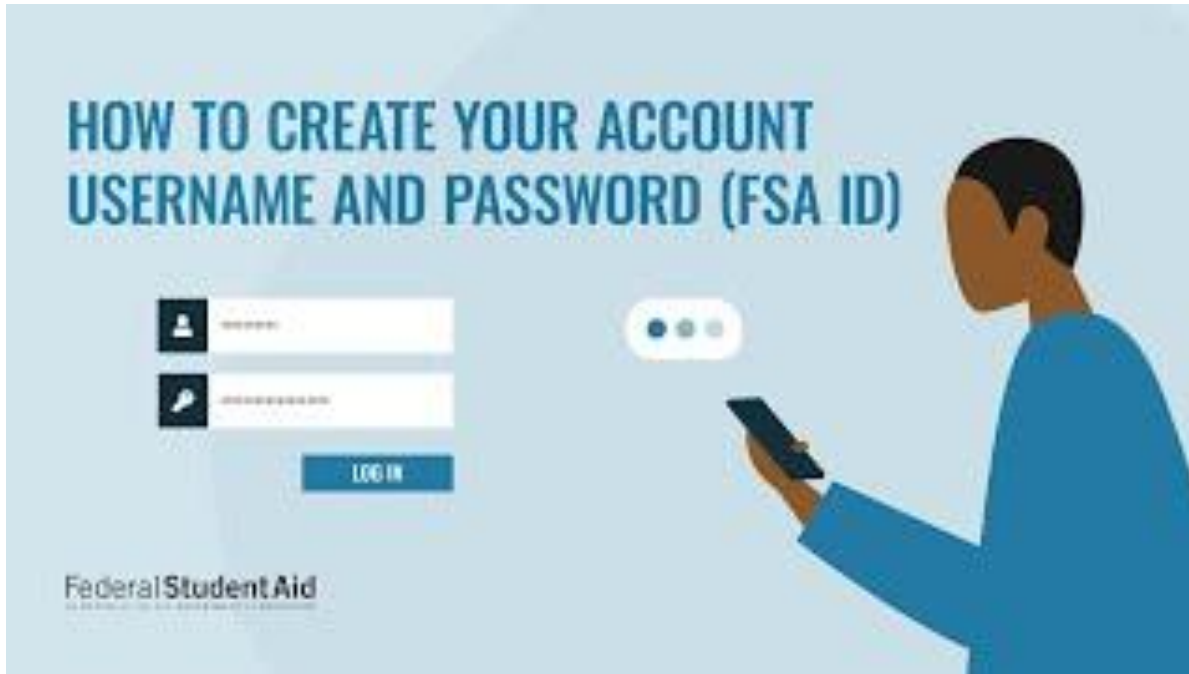 HOW TO CREATE YOUR ACCOUNT
USERNAME AND PASSWORD (FSA ID)
LOG IN
Federal Student Aid